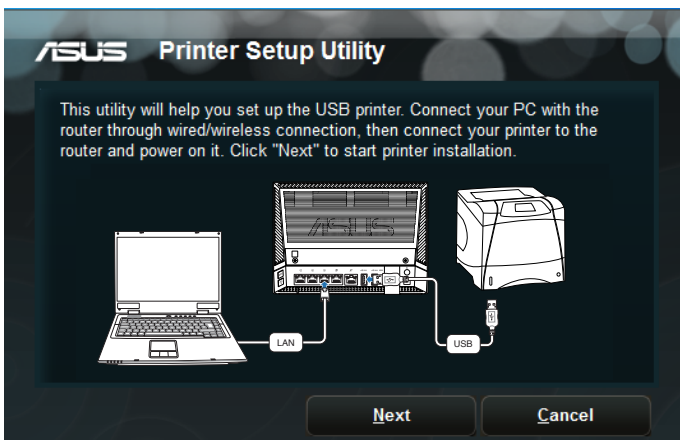 ASUS Printer Setup Utility
This utility will help you set up the USB printer. Connect your PC with the
router through wired/wireless connection, then connect your printer to the
router and power on it. Click "Next" to start printer installation.
ASUS
LAN
USB
Next
Cancel